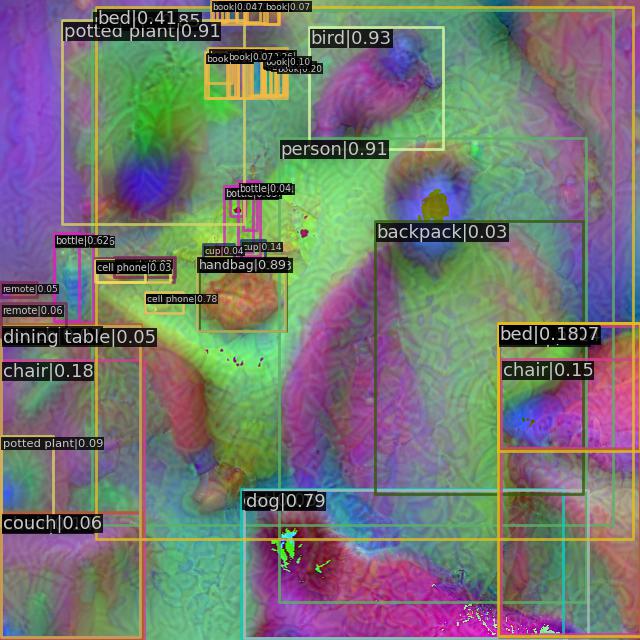 book|0.047
book|0.07
bed|0.41
potted plant|0.91
bird|0.93
book|0.10
person|0.91
bottle|0.04
backpack|0.03
cup|0.04
cup|0.14
bottle|0.62
handbag|0.89
cell phone|0.03
remote|0.05
cell phone|0.78
remote|0.06
dining table|0.05
bed|0.18
chair|0.18
chair|0.15
potted plant|0.09
dog|0.79
couch|0.06